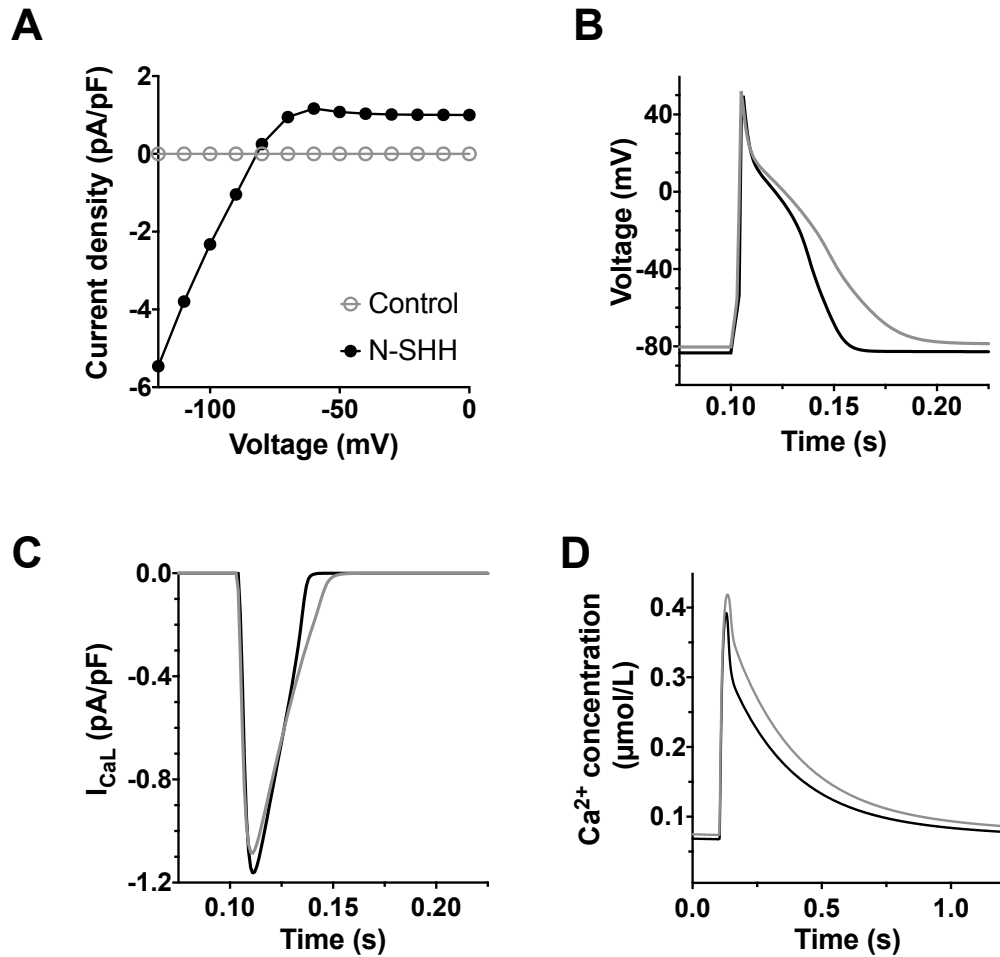 A
Current density (pA/pF)
2
0
-2
-4
-6
-100
-50
0
Voltage (mV)
Control
N-SHH
B
Voltage (mV)
40
0
-40
-80
0.10
0.15
0.20
Time (s)
C
I_CaL (pA/pF)
0.0
-0.4
-0.8
-1.2
0.10
0.15
0.20
Time (s)
D
Ca²⁺ concentration
(μmol/L)
0.4
0.3
0.2
0.1
0.0
0.5
1.0
Time (s)